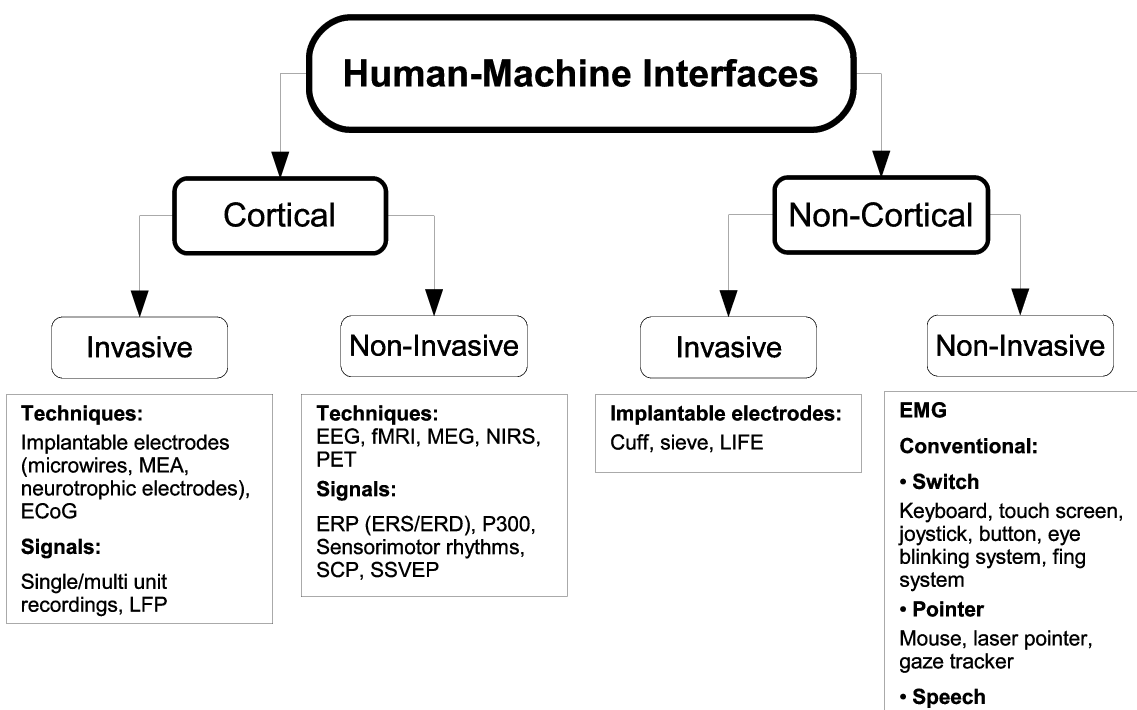 Human-Machine Interfaces
Cortical
Non-Cortical
Invasive
Non-Invasive
Invasive
Non-Invasive
Techniques:
Implantable electrodes
(microwires, MEA,
neurotrophic electrodes),
ECoG
Signals:
Single/multi unit
recordings, LFP
Techniques:
EEG, fMRI, MEG, NIRS,
PET
Signals:
ERP (ERS/ERD), P300,
Sensorimotor rhythms,
SCP, SSVEP
Implantable electrodes:
Cuff, sieve, LIFE
EMG
Conventional:
• Switch
Keyboard, touch screen,
joystick, button, eye
blinking system, fing
system
• Pointer
Mouse, laser pointer,
gaze tracker
• Speech